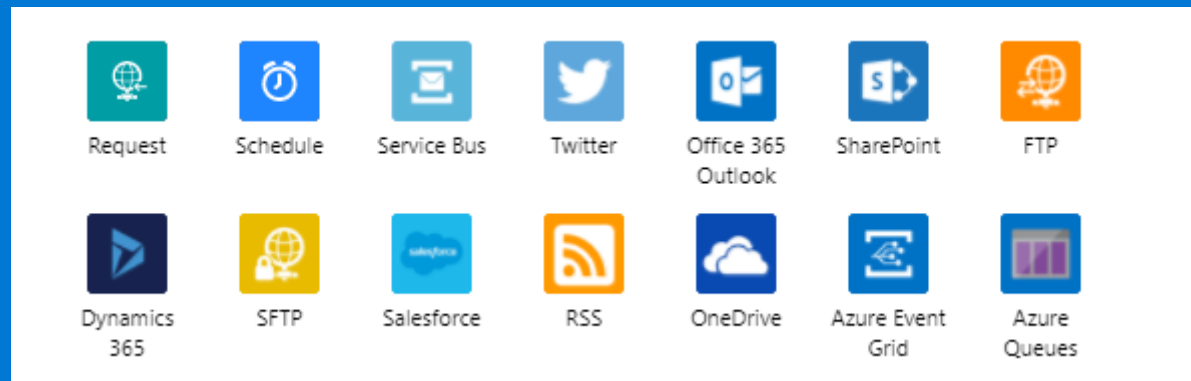 Request
Schedule
Service Bus
Twitter
Office 365
Outlook
SharePoint
S
FTP
Dynamics
365
SFTP
salesforce
Salesforce
RSS
OneDrive
Azure Event
Grid
Azure
Queues